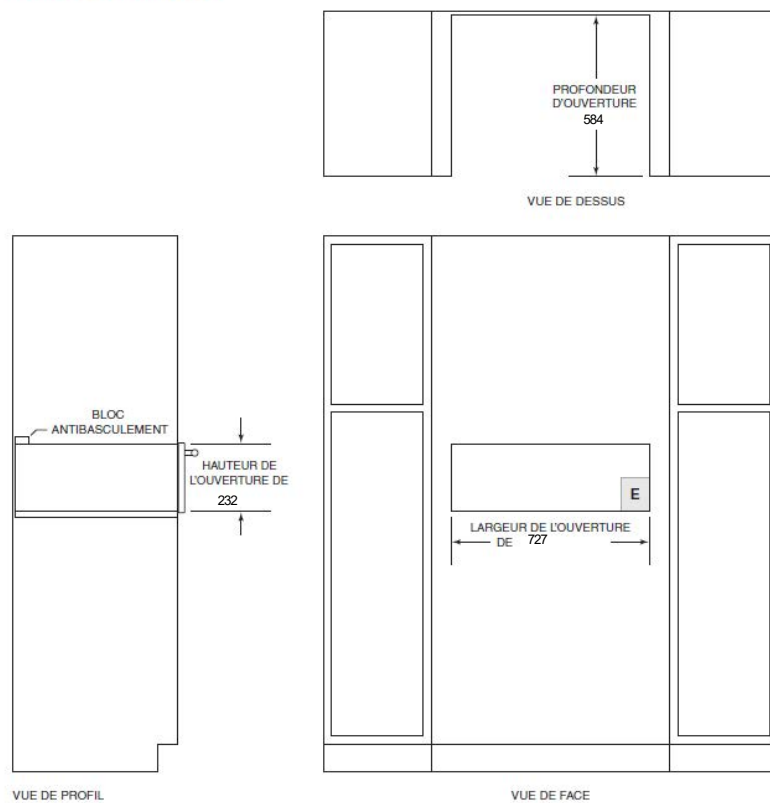 PROFONDEUR
D'OUVERTURE
584
VUE DE DESSUS
BLOC
ANTIBASCULEMENT
HAUTEUR DE
L'OUVERTURE DE
232
E
LARGEUR DE L'OUVERTURE
DE 727
VUE DE PROFIL
VUE DE FACE